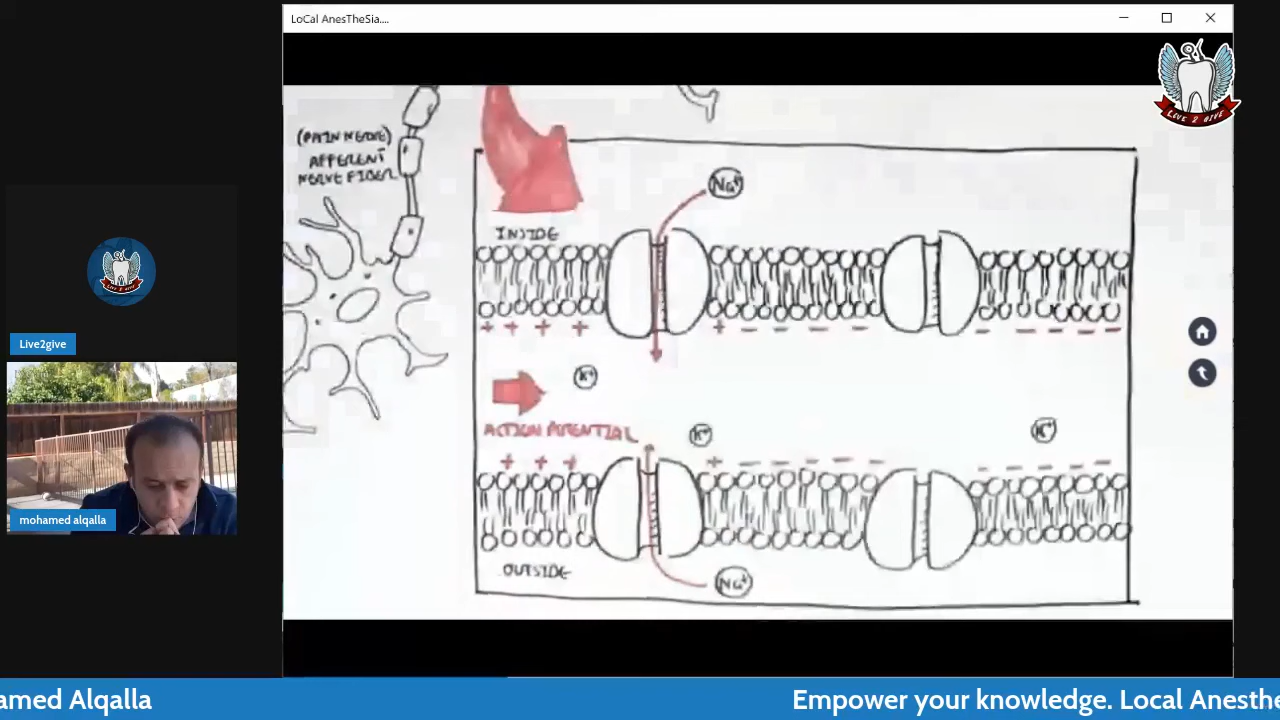 LoCal AnesTheSia....
LOVE 2 GIVE
(PAIN NERVE)
AFFERENT
NERVE FIBER
Na+
INSIDE
+ + + + + – – – – – – – –
K+
ACTION POTENTIAL
K+
K+
+ + + + – – – – – – – – –
OUTSIDE
Na+
Live2give
mohamed alqalla
amed Alqalla
Empower your knowledge. Local Anesthe